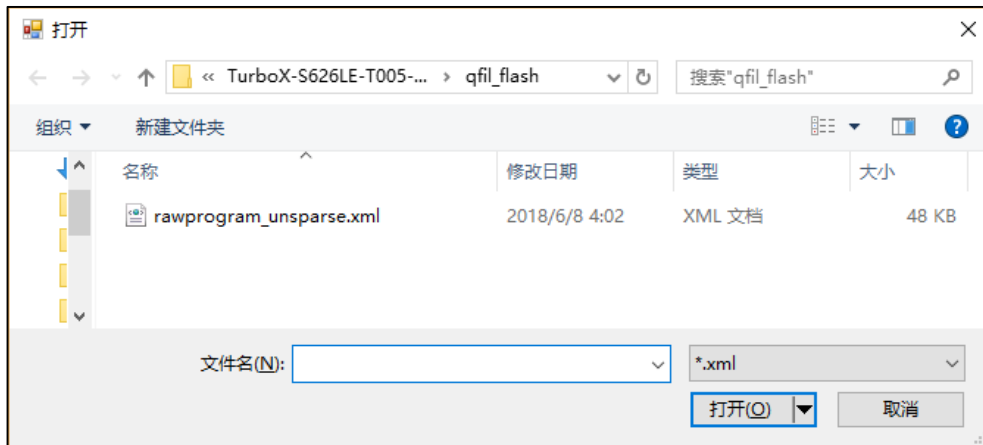 打开
« TurboX-S626LE-T005-... › qfil_flash
搜索"qfil_flash"
组织
新建文件夹
名称 修改日期 类型 大小
rawprogram_unsparse.xml 2018/6/8 4:02 XML 文档 48 KB
文件名(N): *.xml
打开(O) 取消